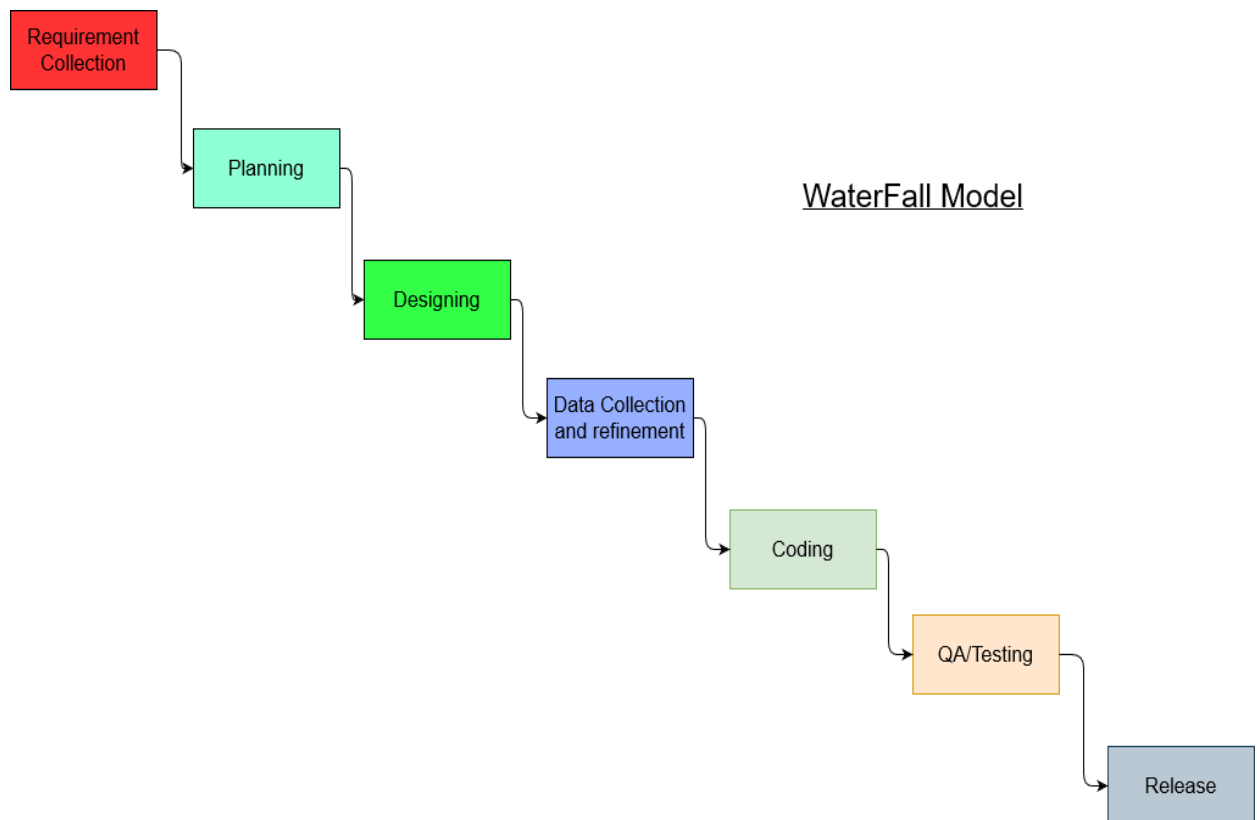 Requirement
Collection
Planning
WaterFall Model
Designing
Data Collection
and refinement
Coding
QA/Testing
Release